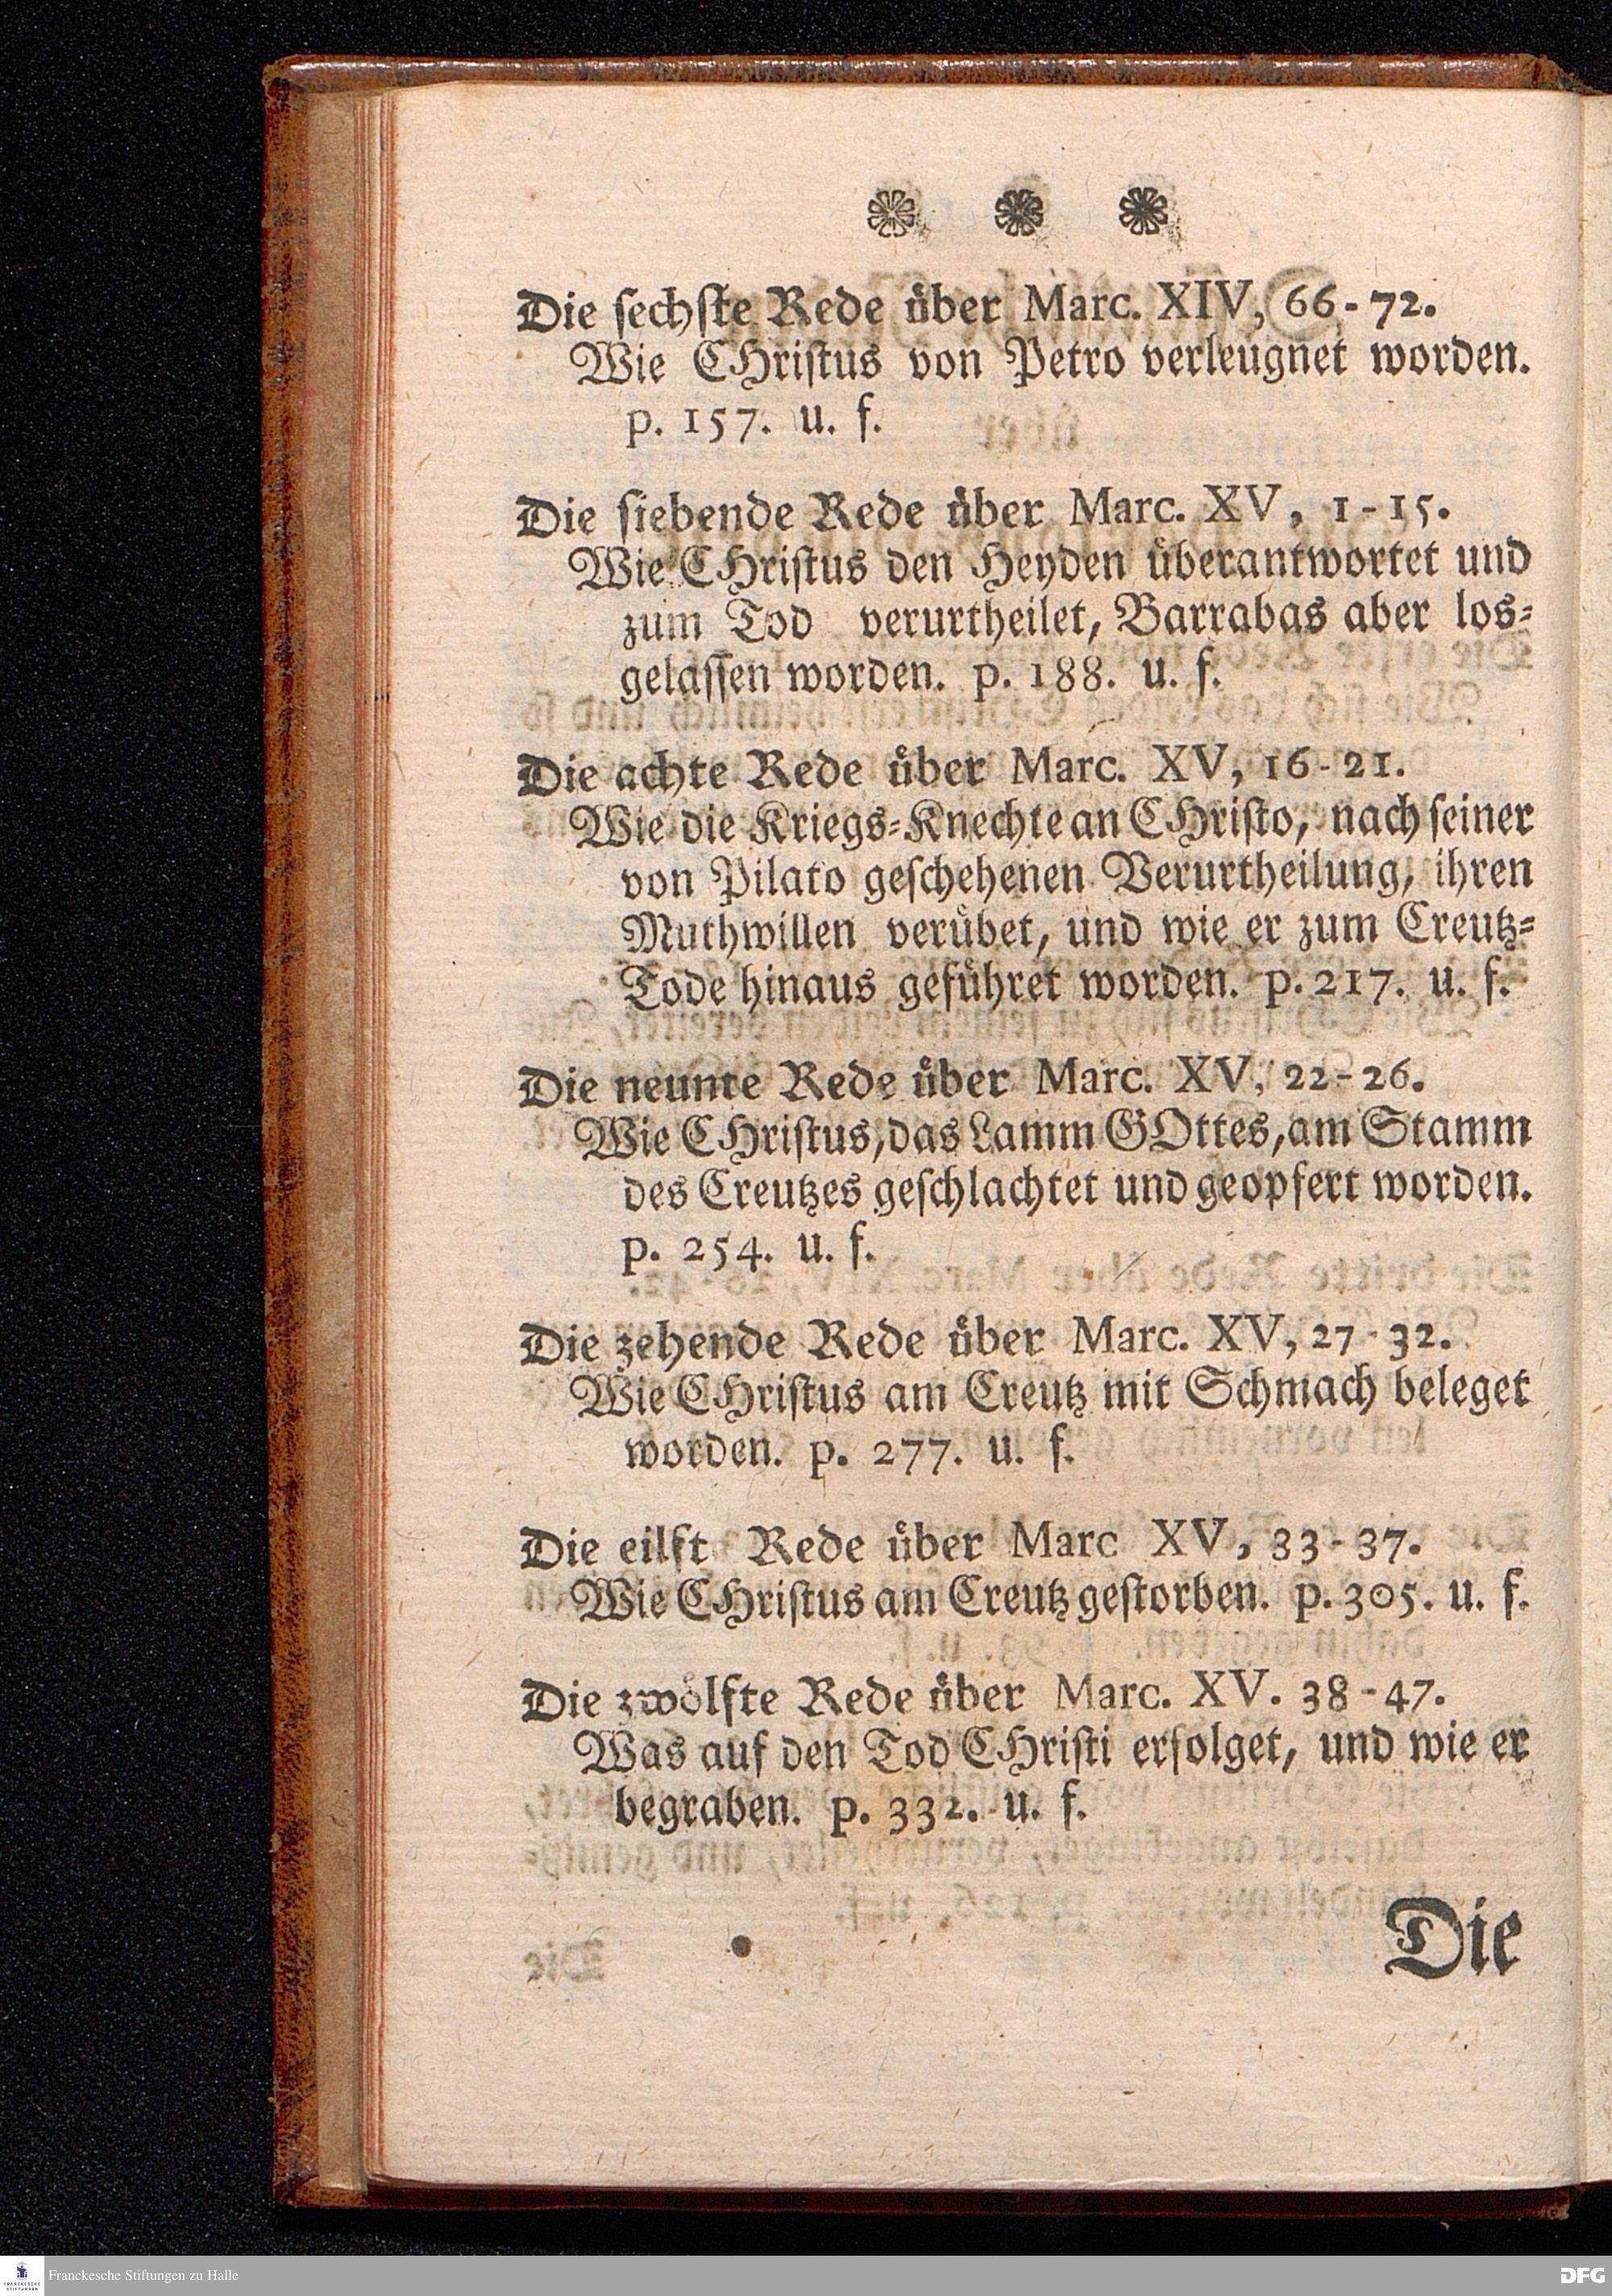 Die sechste Rede über Marc. XIV, 66-72.
Wie CHristus von Petro verleugnet worden.
p. 157. u. f.
Die siebende Rede über Marc. XV, 1-15.
Wie CHristus den Heyden überantwortet und
zum Tod verurtheilet, Barrabas aber los-
gelassen worden. p. 188. u. f.
Die achte Rede über Marc. XV, 16-21.
Wie die Kriegs-Knechte an CHristo, nach seiner
von Pilato geschehenen Verurtheilung, ihren
Muthwillen verübet, und wie er zum Creutz-
Tode hinaus geführet worden. p. 217. u. f.
Die neunte Rede über Marc. XV, 22-26.
Wie CHristus, das Lamm GOttes, am Stamm
des Creutzes geschlachtet und geopfert worden.
p. 254. u. f.
Die zehende Rede über Marc. XV, 27-32.
Wie CHristus am Creutz mit Schmach beleget
worden. p. 277. u. f.
Die eilft Rede über Marc XV, 33-37.
Wie CHristus am Creutz gestorben. p. 305. u. f.
Die zwölfte Rede über Marc. XV. 38-47.
Was auf den Tod CHristi erfolget, und wie er
begraben. p. 332. u. f.
Die
Franckesche Stiftungen zu Halle
FRANCKESCHE
STIFTUNGEN
DFG